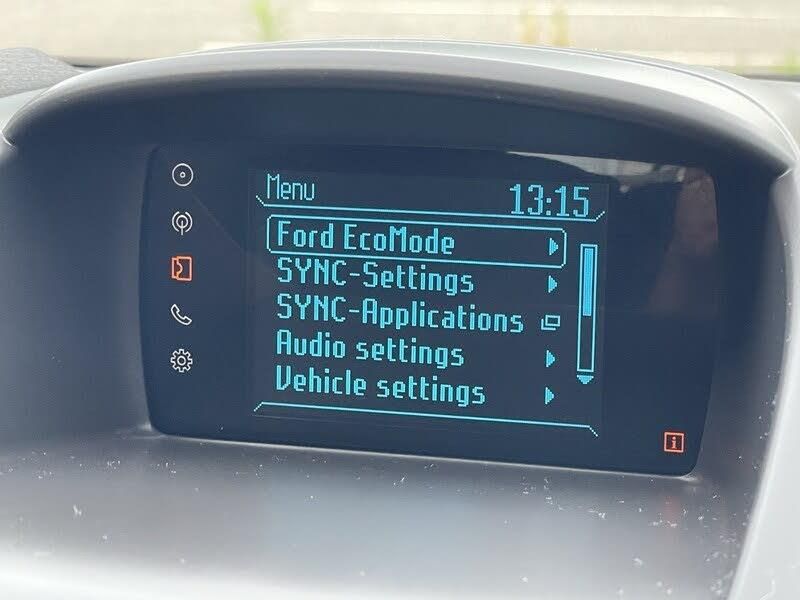 Menu
13:15
Ford EcoMode
SYNC-Settings
SYNC-Applications
Audio settings
Vehicle settings
i